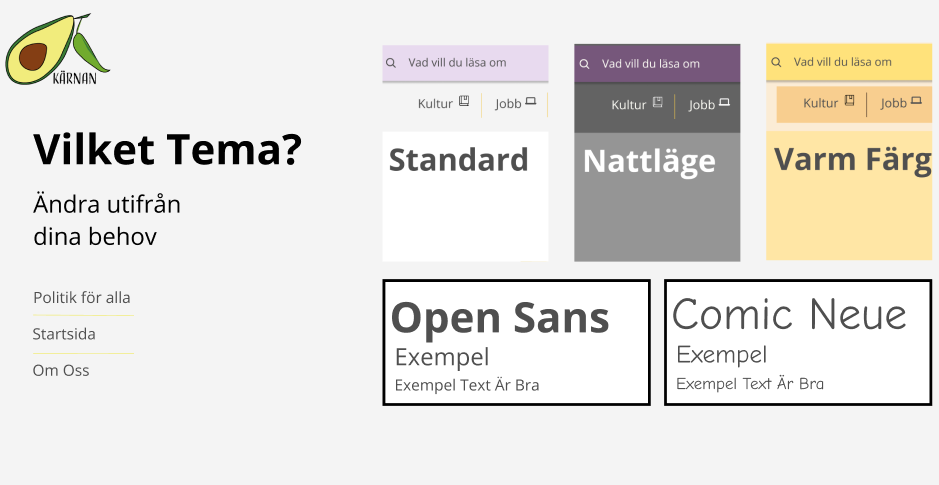 KÄRNAN
Vilket Tema?
Ändra utifrån
dina behov
Politik för alla
Startsida
Om Oss
Vad vill du läsa om
Kultur Jobb
Standard
Vad vill du läsa om
Kultur Jobb
Nattläge
Vad vill du läsa om
Kultur Jobb
Varm Färg
Open Sans
Exempel
Exempel Text Är Bra
Comic Neue
Exempel
Exempel Text Är Bra